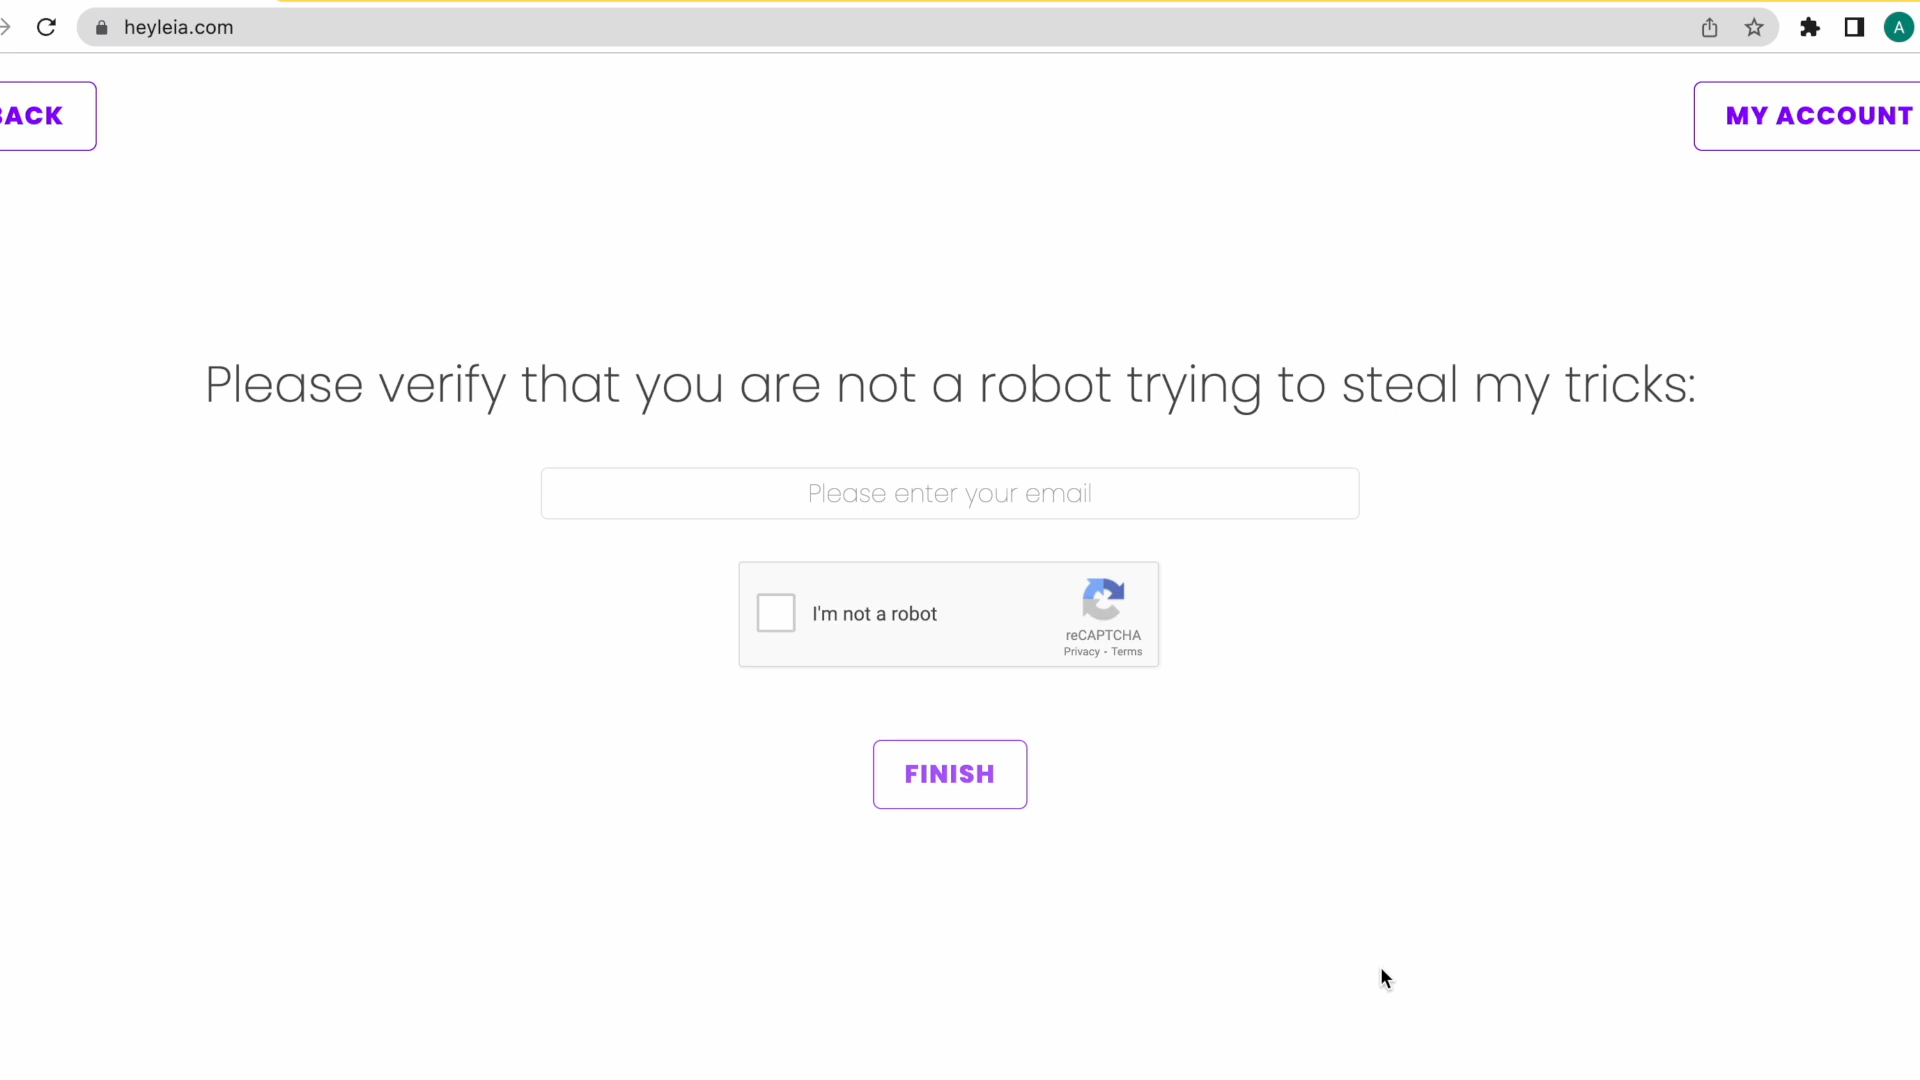 heyleia.com
A
BACK
MY ACCOUNT
Please verify that you are not a robot trying to steal my tricks:
Please enter your email
I'm not a robot
reCAPTCHA
Privacy - Terms
FINISH